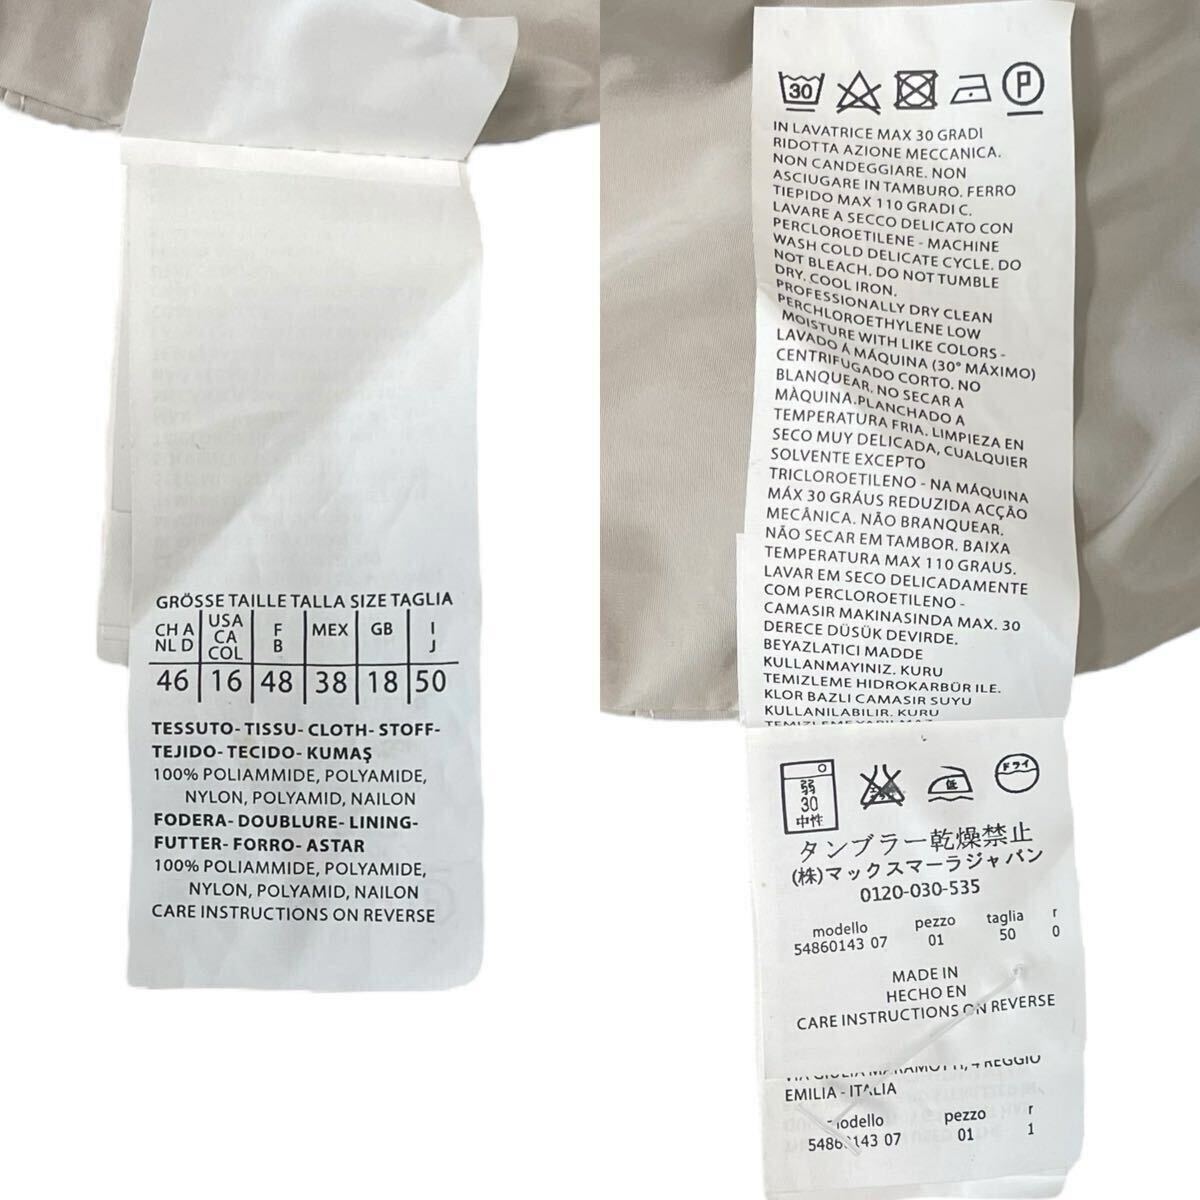 GRÖSSE TAILLE TALLA SIZE TAGLIA
CH A NL D | USA CA COL | F B | MEX | GB | I J
46 | 16 | 48 | 38 | 18 | 50
TESSUTO- TISSU- CLOTH- STOFF-
TEJIDO- TECIDO- KUMAŞ
100% POLIAMMIDE, POLYAMIDE,
NYLON, POLYAMID, NAILON
FODERA- DOUBLURE- LINING-
FUTTER- FORRO- ASTAR
100% POLIAMMIDE, POLYAMIDE,
NYLON, POLYAMID, NAILON
CARE INSTRUCTIONS ON REVERSE
30 P
IN LAVATRICE MAX 30 GRADI
RIDOTTA AZIONE MECCANICA.
NON CANDEGGIARE. NON
ASCIUGARE IN TAMBURO. FERRO
TIEPIDO MAX 110 GRADI C.
LAVARE A SECCO DELICATO CON
PERCLOROETILENE - MACHINE
WASH COLD DELICATE CYCLE. DO
NOT BLEACH. DO NOT TUMBLE
DRY. COOL IRON.
PROFESSIONALLY DRY CLEAN
PERCHLOROETHYLENE LOW
MOISTURE WITH LIKE COLORS -
LAVADO Á MÁQUINA (30° MÁXIMO)
CENTRIFUGADO CORTO. NO
BLANQUEAR. NO SECAR A
MÀQUINA.PLANCHADO A
TEMPERATURA FRIA. LIMPIEZA EN
SECO MUY DELICADA, CUALQUIER
SOLVENTE EXCEPTO
TRICLOROETILENO - NA MÁQUINA
MÁX 30 GRÁUS REDUZIDA ACÇÃO
MECÂNICA. NÃO BRANQUEAR.
NÃO SECAR EM TAMBOR. BAIXA
TEMPERATURA MAX 110 GRAUS.
LAVAR EM SECO DELICADAMENTE
COM PERCLOROETILENO -
CAMASIR MAKINASINDA MAX. 30
DERECE DÜSÜK DEVIRDE.
BEYAZLATICI MADDE
KULLANMAYINIZ. KURU
TEMIZLEME HIDROKARBÜR ILE.
KLOR BAZLI CAMASIR SUYU
KULLANILABILIR. KURU
弱 30 中性 低 ドライ
タンブラー乾燥禁止
(株)マックスマーラジャパン
0120-030-535
modello pezzo taglia r
54860143 07 01 50 0
MADE IN
HECHO EN
CARE INSTRUCTIONS ON REVERSE
VIA GIULIA MARAMOTTI, 4 REGGIO
EMILIA - ITALIA
modello pezzo r
54860143 07 01 1